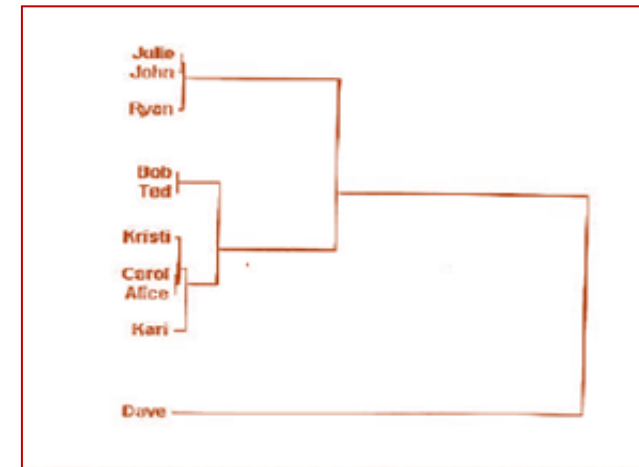 Julie
John
Ryan
Bob
Ted
Kristi
Carol
Alice
Kari
Dave